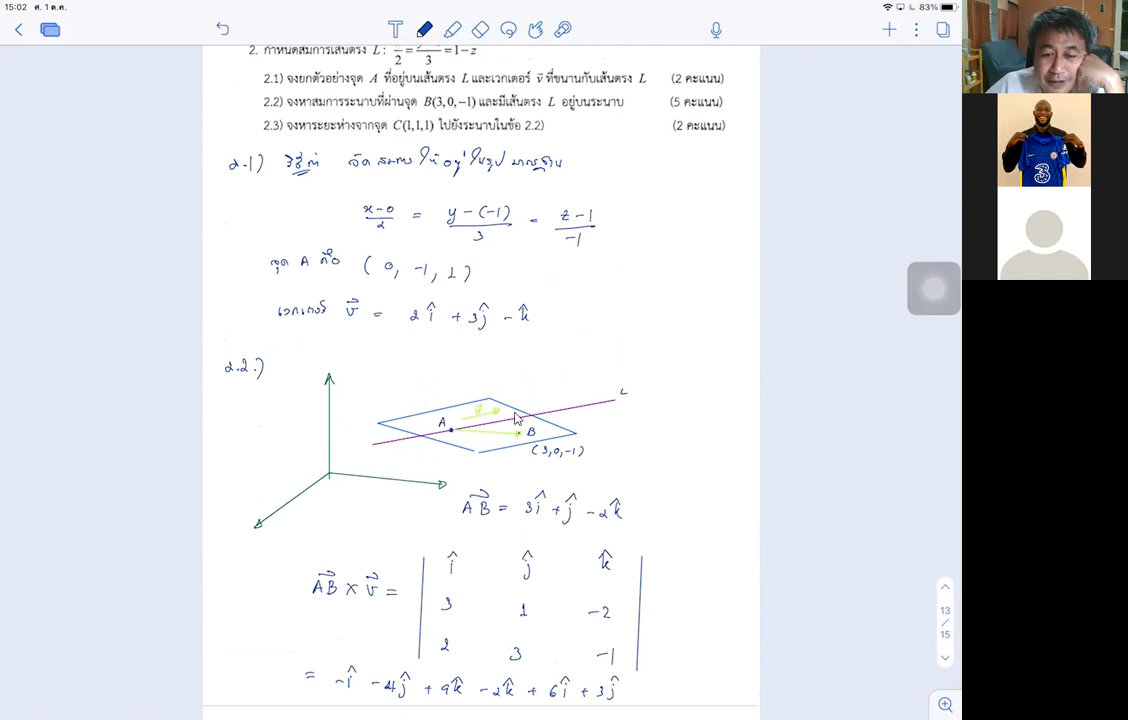 15:02 ศ. 1 ต.ค.
83%
2. กำหนดสมการเส้นตรง L: /2 = /3 = 1 - z
2.1) จงยกตัวอย่างจุด A ที่อยู่บนเส้นตรง L และเวกเตอร์ v̄ ที่ขนานกับเส้นตรง L (2 คะแนน)
2.2) จงหาสมการระนาบที่ผ่านจุด B(3,0,−1) และมีเส้นตรง L อยู่บนระนาบ (5 คะแนน)
2.3) จงหาระยะห่างจากจุด C(1,1,1) ไปยังระนาบในข้อ 2.2) (2 คะแนน)
2.1) วิธีทำ จัดสมการให้อยู่ในรูปมาตรฐาน
(x-0)/2 = (y-(-1))/3 = (z-1)/-1
จุด A คือ (0, -1, 1)
เวกเตอร์ v⃗ = 2î + 3ĵ - k̂
2.2.)
L
v⃗
A
B
(3,0,-1)
AB⃗ = 3î + ĵ - 2k̂
AB⃗ × v⃗ =
î ĵ k̂
3 1 -2
2 3 -1
= -î - 4ĵ + 9k̂ - 2k̂ + 6î + 3ĵ
3
13
/
15